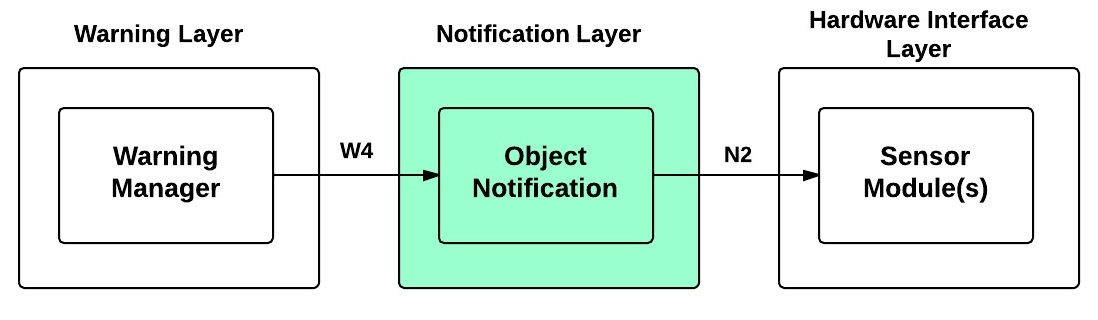 Warning Layer
Notification Layer
Hardware Interface
Layer
Warning
Manager
W4
Object
Notification
N2
Sensor
Module(s)